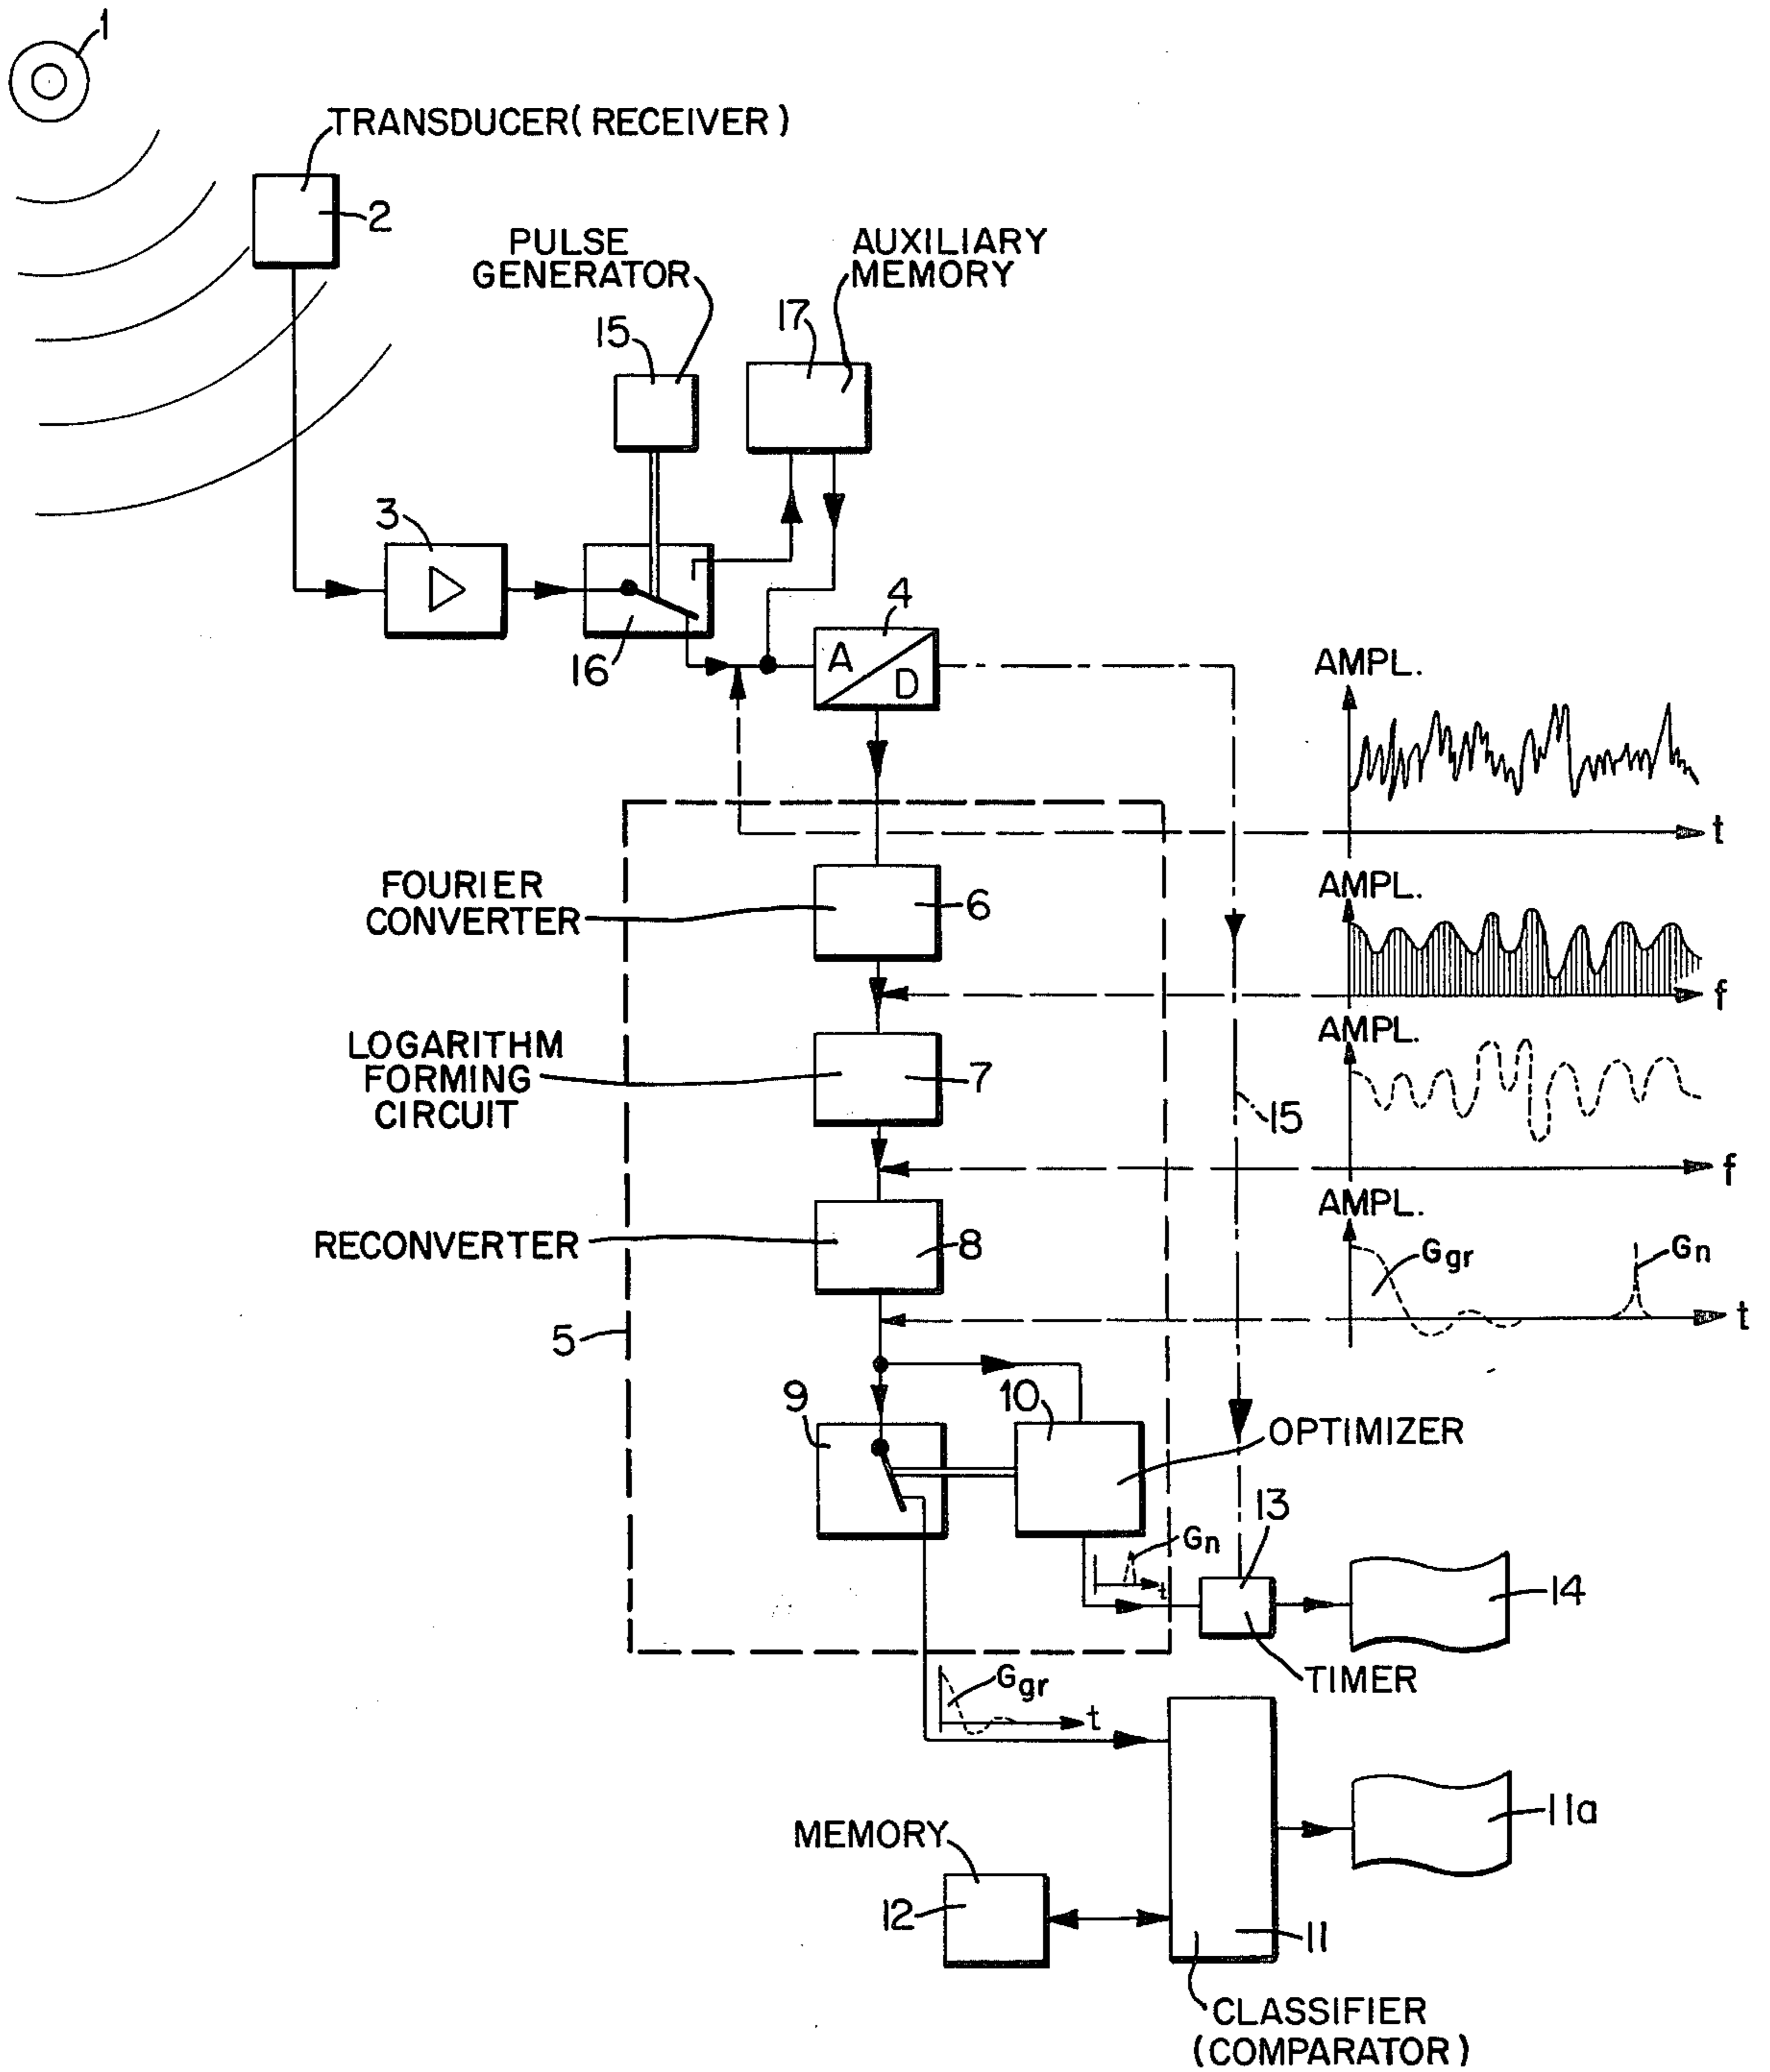 1
TRANSDUCER( RECEIVER )
2
PULSE
GENERATOR
AUXILIARY
MEMORY
15
17
3
16
4
A
D
AMPL.
t
AMPL.
FOURIER
CONVERTER
6
f
AMPL.
LOGARITHM
FORMING
CIRCUIT
7
15
f
AMPL.
RECONVERTER
8
Ggr
Gn
t
5
9
10
OPTIMIZER
13
Gn
t
14
TIMER
Ggr
t
11a
MEMORY
12
11
CLASSIFIER
(COMPARATOR)